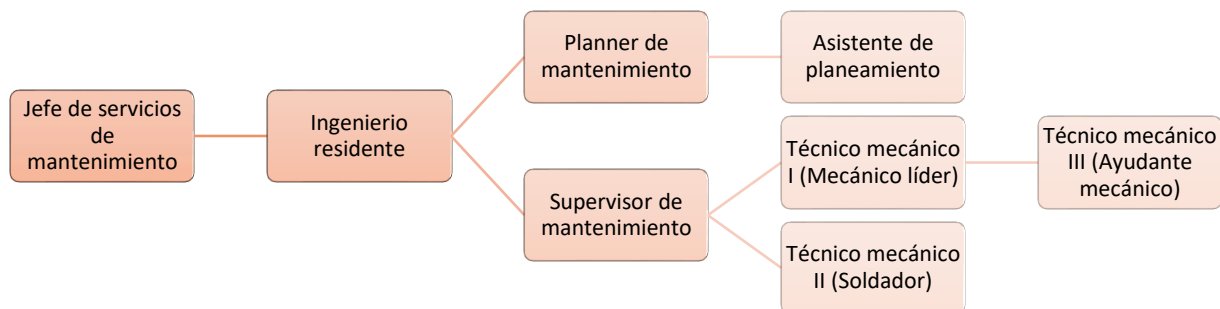 Jefe de servicios
de
mantenimiento
Ingenierio
residente
Planner de
mantenimiento
Asistente de
planeamiento
Supervisor de
mantenimiento
Técnico mecánico
I (Mecánico líder)
Técnico mecánico
III (Ayudante
mecánico)
Técnico mecánico
II (Soldador)